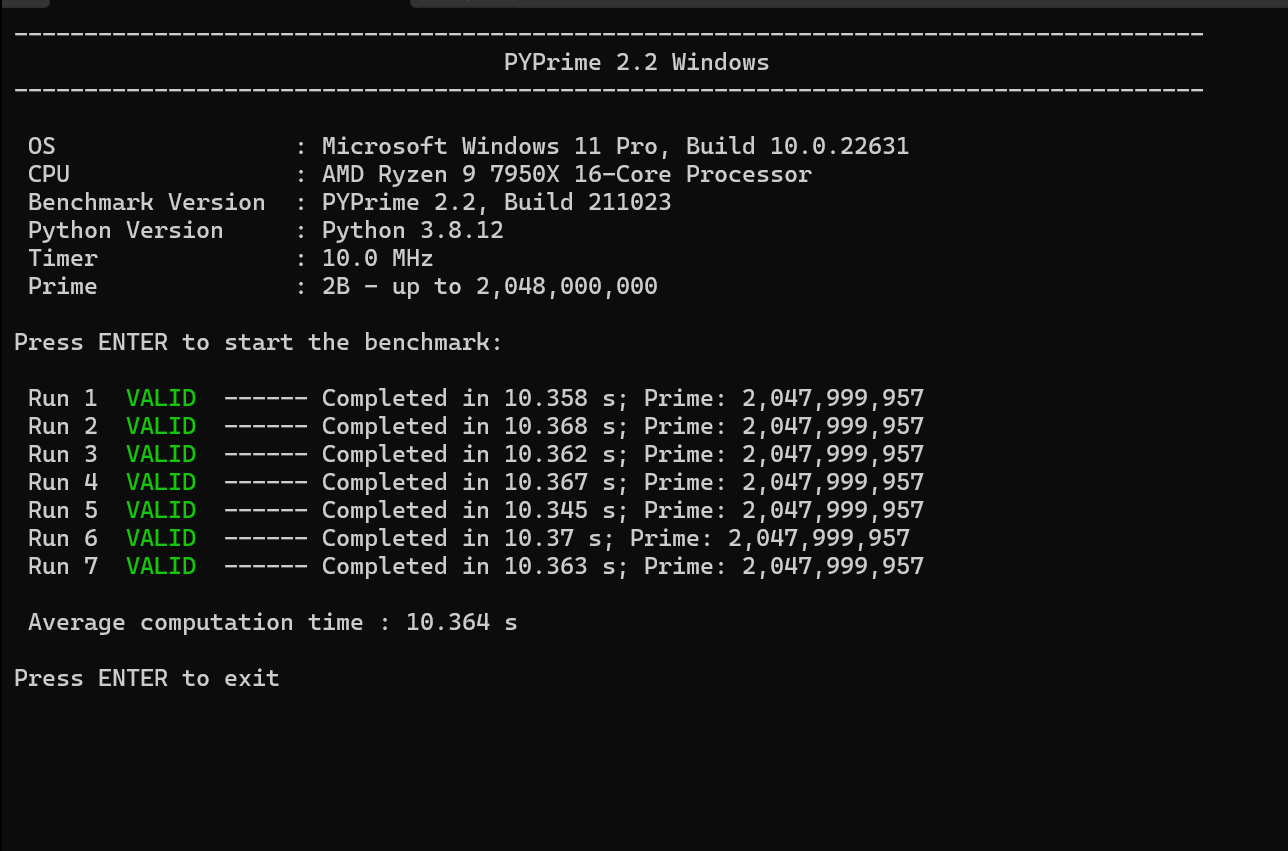 -------------------------------------------------------------------------------------
PYPrime 2.2 Windows
-------------------------------------------------------------------------------------
OS : Microsoft Windows 11 Pro, Build 10.0.22631
CPU : AMD Ryzen 9 7950X 16-Core Processor
Benchmark Version : PYPrime 2.2, Build 211023
Python Version : Python 3.8.12
Timer : 10.0 MHz
Prime : 2B - up to 2,048,000,000
Press ENTER to start the benchmark:
Run 1 VALID ------ Completed in 10.358 s; Prime: 2,047,999,957
Run 2 VALID ------ Completed in 10.368 s; Prime: 2,047,999,957
Run 3 VALID ------ Completed in 10.362 s; Prime: 2,047,999,957
Run 4 VALID ------ Completed in 10.367 s; Prime: 2,047,999,957
Run 5 VALID ------ Completed in 10.345 s; Prime: 2,047,999,957
Run 6 VALID ------ Completed in 10.37 s; Prime: 2,047,999,957
Run 7 VALID ------ Completed in 10.363 s; Prime: 2,047,999,957
Average computation time : 10.364 s
Press ENTER to exit